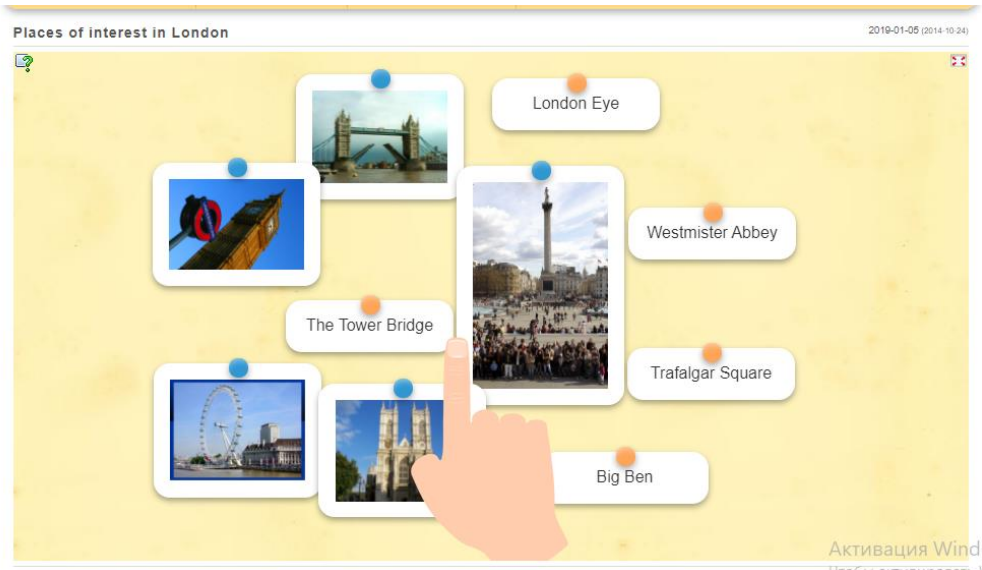 Places of interest in London
2019-01-05 (2014-10-24)
London Eye
Westmister Abbey
The Tower Bridge
Trafalgar Square
Big Ben
Активация Wind